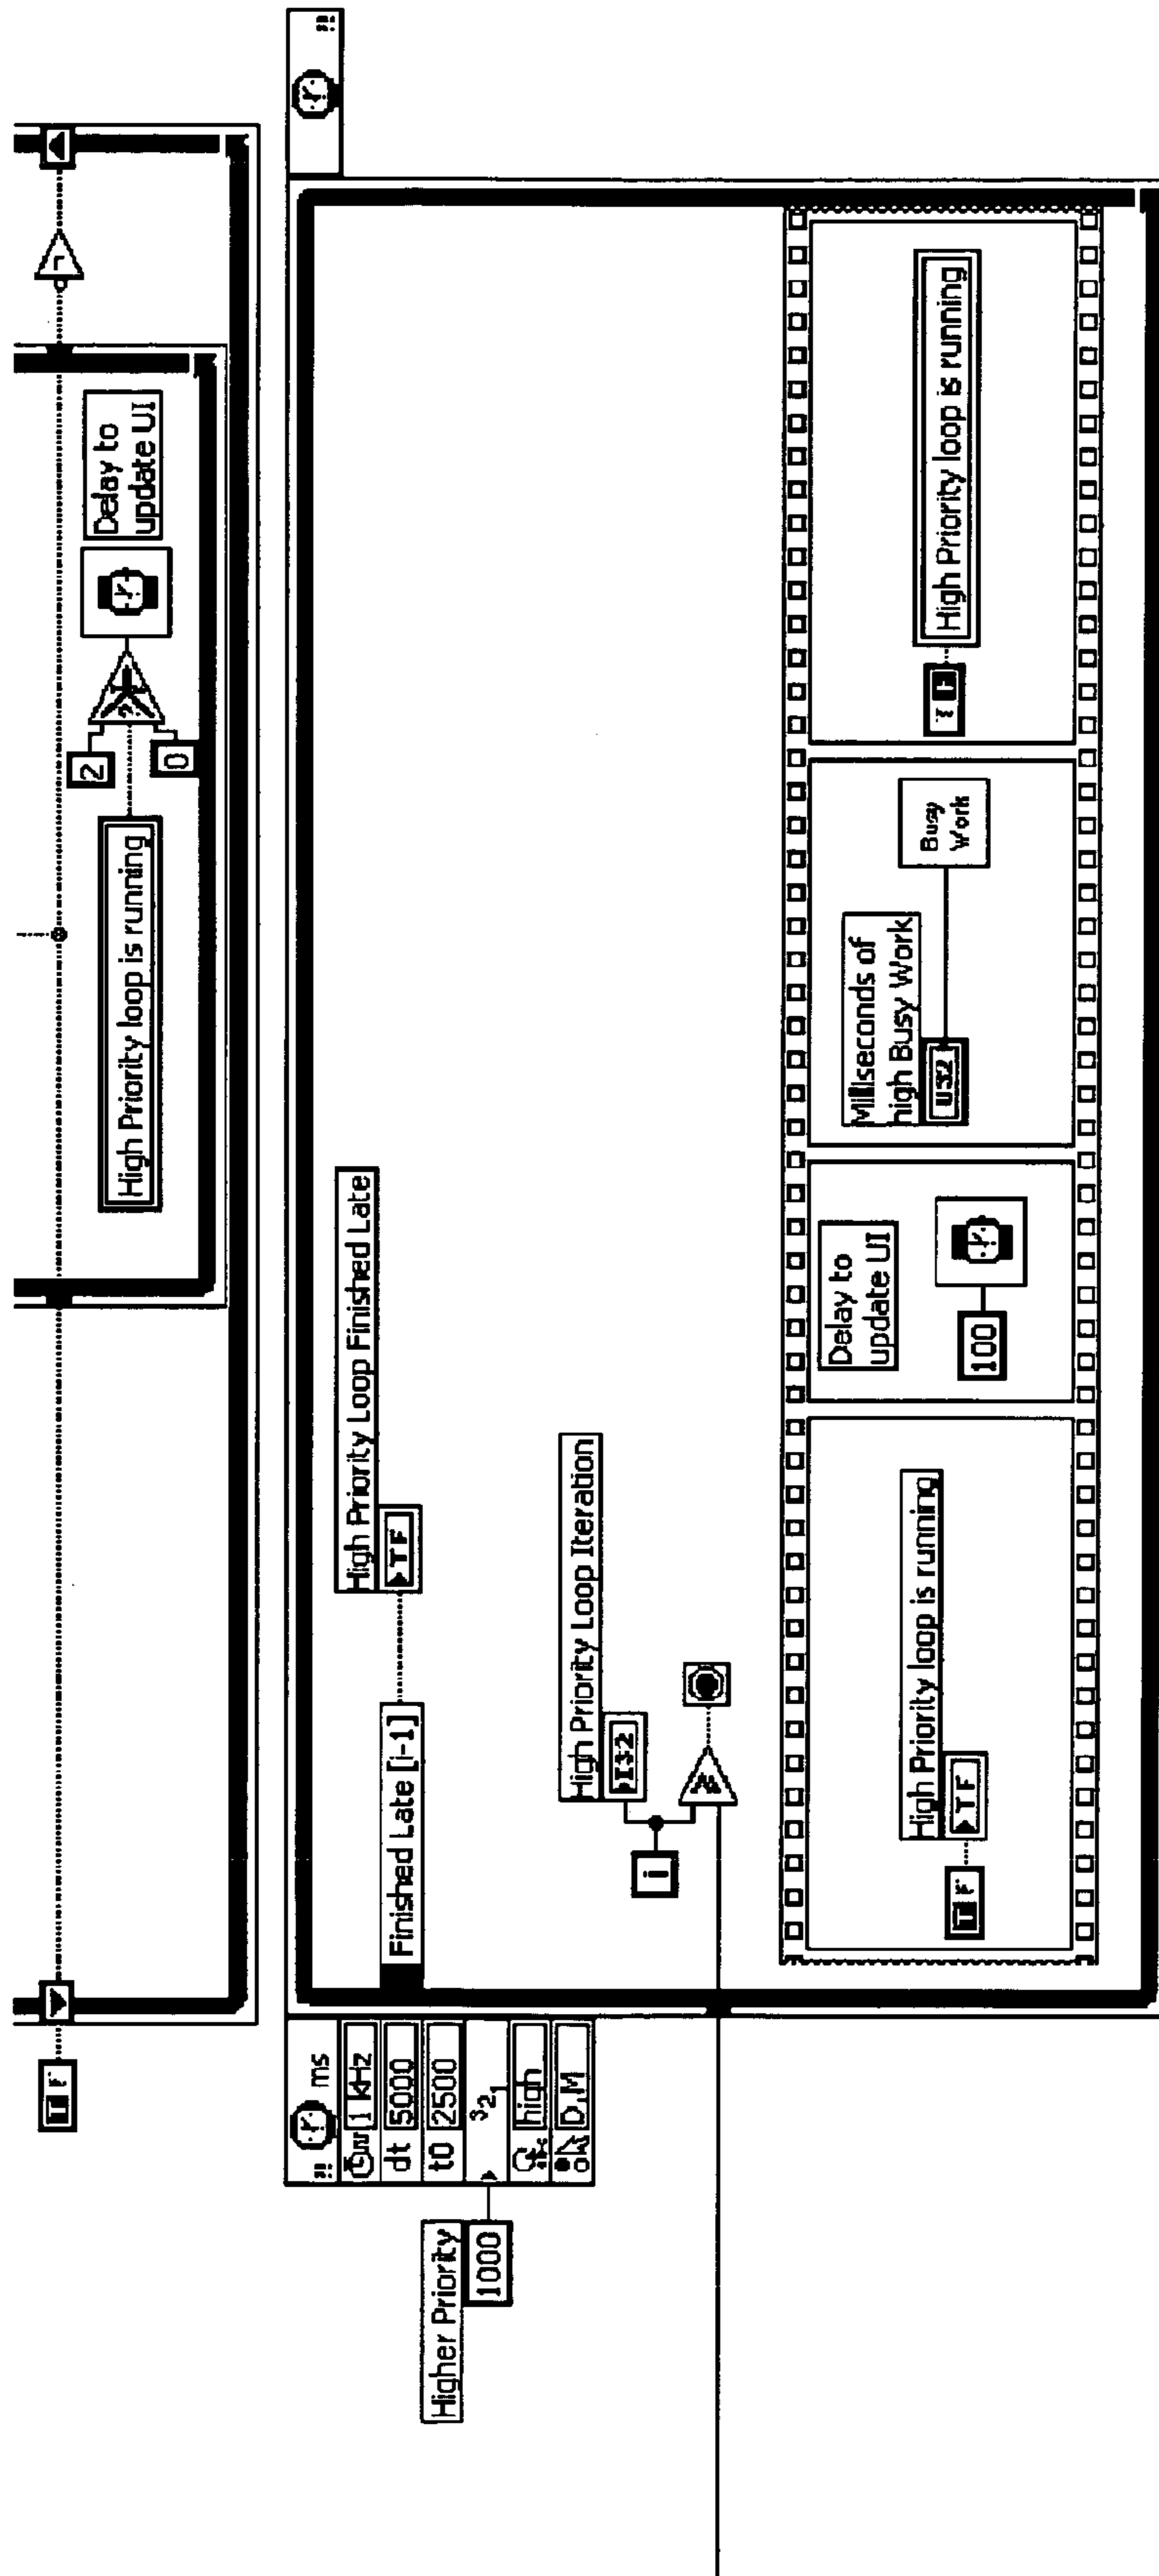 T F
High Priority loop is running
2
0
Delay to
update UI
Higher Priority
1000
ms
1 kHz
dt 5000
t0 2500
high
D,M
Finished Late [i-1]
High Priority Loop Finished Late
TF
i
High Priority Loop Iteration
I32
T F
High Priority loop is running
TF
Delay to
update UI
100
Milliseconds of
high Busy Work
U32
Busy
Work
High Priority loop is running